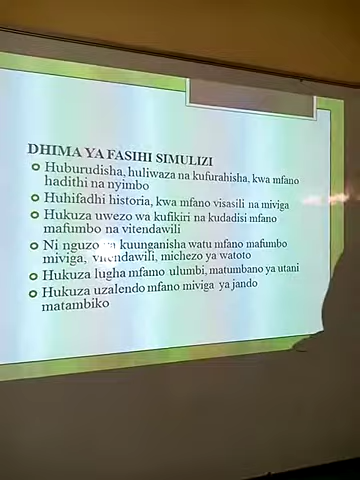 DHIMA YA FASIHI SIMULIZI
Huburudisha, huliwaza na kufurahisha, kwa mfano
hadithi na nyimbo
Huhifadhi historia, kwa mfano visasili na miviga
Hukuza uwezo wa kufikiri na kudadisi mfano
mafumbo na vitendawili
Ni nguzo ya kuunganisha watu mfano mafumbo
miviga, vitendawili, michezo ya watoto
Hukuza lugha mfamo ulumbi, matumbano ya utani
Hukuza uzalendo mfano miviga ya jando
matambiko